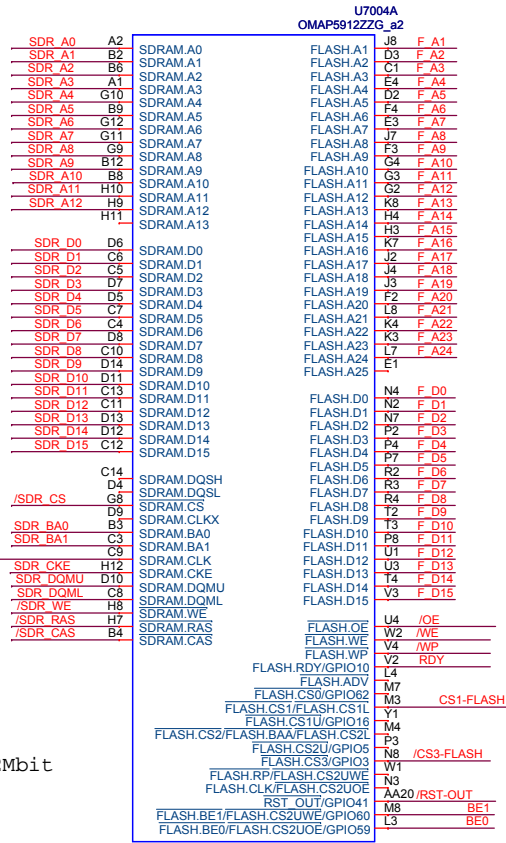 U7004A
OMAP5912ZZG_a2
SDR_A0 A2 SDRAM.A0
SDR_A1 B2 SDRAM.A1
SDR_A2 B6 SDRAM.A2
SDR_A3 A1 SDRAM.A3
SDR_A4 G10 SDRAM.A4
SDR_A5 B9 SDRAM.A5
SDR_A6 G12 SDRAM.A6
SDR_A7 G11 SDRAM.A7
SDR_A8 G9 SDRAM.A8
SDR_A9 B12 SDRAM.A9
SDR_A10 B8 SDRAM.A10
SDR_A11 H10 SDRAM.A11
SDR_A12 H9 SDRAM.A12
H11 SDRAM.A13
SDR_D0 D6 SDRAM.D0
SDR_D1 C6 SDRAM.D1
SDR_D2 C5 SDRAM.D2
SDR_D3 D7 SDRAM.D3
SDR_D4 D5 SDRAM.D4
SDR_D5 C7 SDRAM.D5
SDR_D6 C4 SDRAM.D6
SDR_D7 D8 SDRAM.D7
SDR_D8 C10 SDRAM.D8
SDR_D9 D14 SDRAM.D9
SDR_D10 D11 SDRAM.D10
SDR_D11 C13 SDRAM.D11
SDR_D12 C11 SDRAM.D12
SDR_D13 D13 SDRAM.D13
SDR_D14 D12 SDRAM.D14
SDR_D15 C12 SDRAM.D15
C14 SDRAM.DQSH
D4 SDRAM.DQSL
/SDR_CS G8 SDRAM.CS
D9 SDRAM.CLKX
SDR_BA0 B3 SDRAM.BA0
SDR_BA1 C3 SDRAM.BA1
C9 SDRAM.CLK
SDR_CKE H12 SDRAM.CKE
SDR_DQMU D10 SDRAM.DQMU
SDR_DQML C8 SDRAM.DQML
/SDR_WE H8 SDRAM.WE
/SDR_RAS H7 SDRAM.RAS
/SDR_CAS B4 SDRAM.CAS
Mbit
FLASH.A1 J8 F_A1
FLASH.A2 D3 F_A2
FLASH.A3 C1 F_A3
FLASH.A4 E4 F_A4
FLASH.A5 D2 F_A5
FLASH.A6 F4 F_A6
FLASH.A7 E3 F_A7
FLASH.A8 J7 F_A8
FLASH.A9 F3 F_A9
FLASH.A10 G4 F_A10
FLASH.A11 G3 F_A11
FLASH.A12 G2 F_A12
FLASH.A13 K8 F_A13
FLASH.A14 H4 F_A14
FLASH.A15 H3 F_A15
FLASH.A16 K7 F_A16
FLASH.A17 J2 F_A17
FLASH.A18 J4 F_A18
FLASH.A19 J3 F_A19
FLASH.A20 F2 F_A20
FLASH.A21 L8 F_A21
FLASH.A22 K4 F_A22
FLASH.A23 K3 F_A23
FLASH.A24 L7 F_A24
FLASH.A25 E1
FLASH.D0 N4 F_D0
FLASH.D1 N2 F_D1
FLASH.D2 N7 F_D2
FLASH.D3 P2 F_D3
FLASH.D4 P4 F_D4
FLASH.D5 P7 F_D5
FLASH.D6 R2 F_D6
FLASH.D7 R3 F_D7
FLASH.D8 R4 F_D8
FLASH.D9 T2 F_D9
FLASH.D10 T3 F_D10
FLASH.D11 P8 F_D11
FLASH.D12 U1 F_D12
FLASH.D13 U3 F_D13
FLASH.D14 T4 F_D14
FLASH.D15 V3 F_D15
FLASH.OE U4 /OE
FLASH.WE W2 /WE
FLASH.WP V4 /WP
FLASH.RDY/GPIO10 V2 RDY
FLASH.ADV L4
FLASH.CS0/GPIO62 M7
FLASH.CS1/FLASH.CS1L M3 CS1-FLASH
FLASH.CS1U/GPIO16 Y1
FLASH.CS2/FLASH.BAA/FLASH.CS2L M4
FLASH.CS2U/GPIO5 P3
FLASH.CS3/GPIO3 N8 /CS3-FLASH
FLASH.RP/FLASH.CS2UWE W1
FLASH.CLK/FLASH.CS2UOE N3
RST_OUT/GPIO41 AA20 /RST-OUT
FLASH.BE1/FLASH.CS2UWE/GPIO60 M8 BE1
FLASH.BE0/FLASH.CS2UOE/GPIO59 L3 BE0